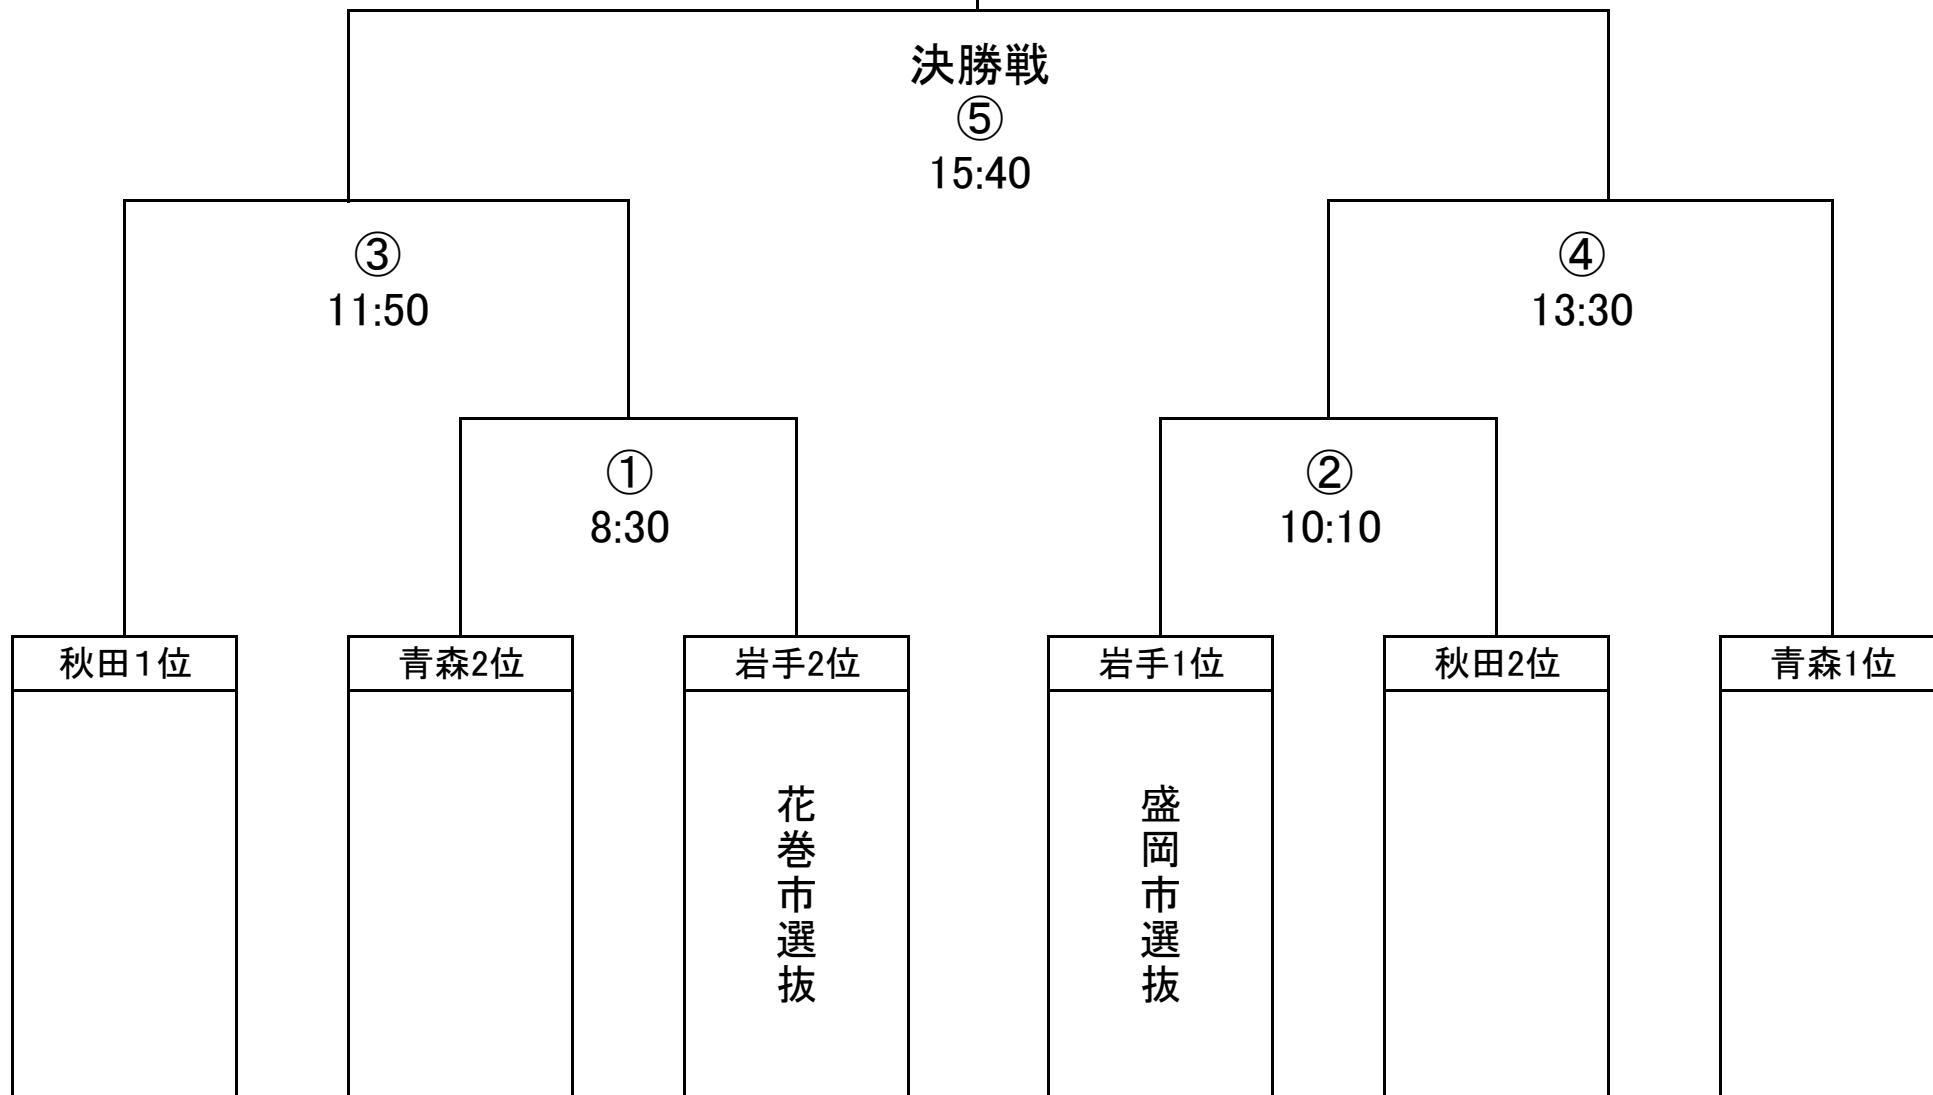 決勝戦
⑤
15:40
③
11:50
④
13:30
①
8:30
②
10:10
秋田１位
青森2位
岩手2位
岩手1位
秋田2位
青森1位
花巻市選抜
盛岡市選抜